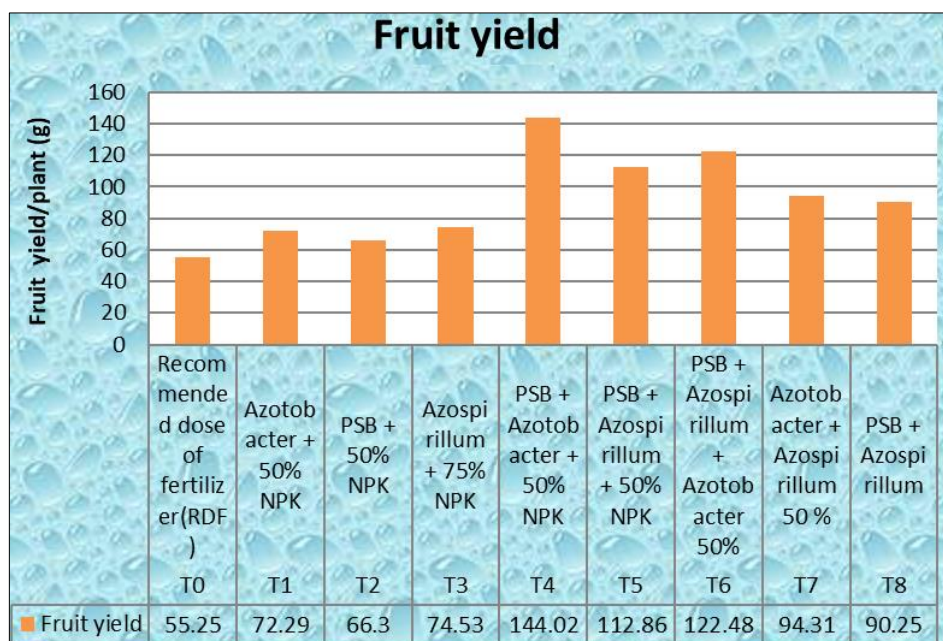 Fruit yield
Fruit yield/plant (g)
160
140
120
100
80
60
40
20
0
Recom
mende
d dose
of
fertiliz
er(RDF
)
T0
Azotob
acter +
50%
NPK
T1
PSB +
50%
NPK
T2
Azospi
rillum
+ 75%
NPK
T3
PSB +
Azotob
acter +
50%
NPK
T4
PSB +
Azospi
rillum
+ 50%
NPK
T5
PSB +
Azospi
rillum
+
Azotob
acter
50%
T6
Azotob
acter +
Azospi
rillum
50 %
T7
PSB +
Azospi
rillum
T8
Fruit yield 55.25 72.29 66.3 74.53 144.02 112.86 122.48 94.31 90.25